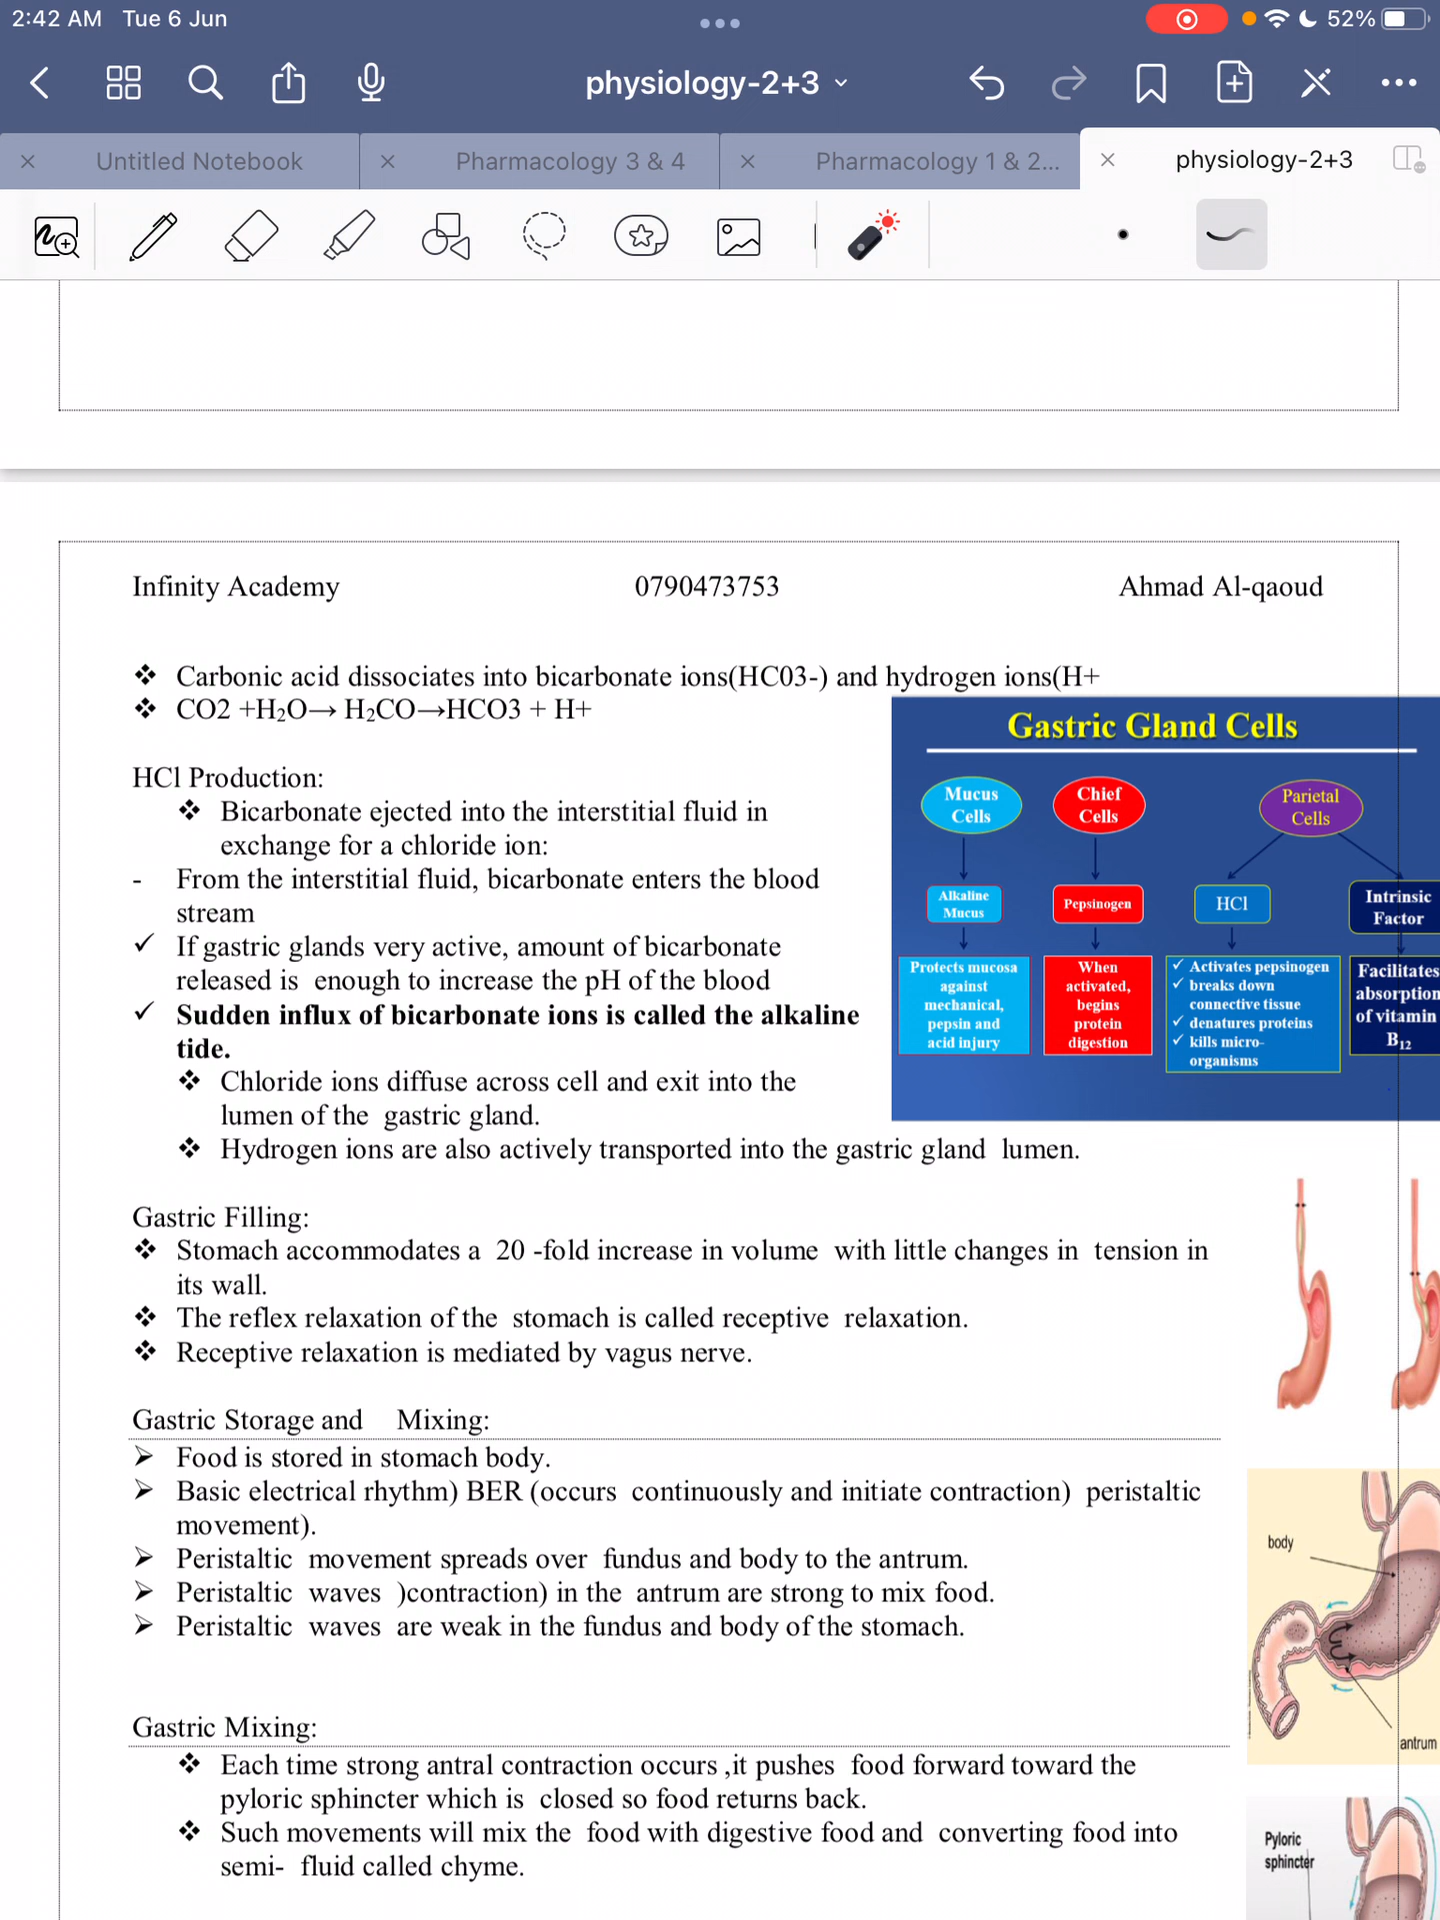 2:42 AM Tue 6 Jun
52%
physiology-2+3
Untitled Notebook
Pharmacology 3 & 4
Pharmacology 1 & 2...
physiology-2+3
Infinity Academy 0790473753 Ahmad Al-qaoud
❖ Carbonic acid dissociates into bicarbonate ions(HC03-) and hydrogen ions(H+
❖ CO2 +H₂O→ H₂CO→HCO3 + H+
HCl Production:
❖ Bicarbonate ejected into the interstitial fluid in
exchange for a chloride ion:
- From the interstitial fluid, bicarbonate enters the blood
stream
✓ If gastric glands very active, amount of bicarbonate
released is enough to increase the pH of the blood
✓ Sudden influx of bicarbonate ions is called the alkaline
tide.
❖ Chloride ions diffuse across cell and exit into the
lumen of the gastric gland.
❖ Hydrogen ions are also actively transported into the gastric gland lumen.
Gastric Gland Cells
Mucus
Cells
Chief
Cells
Parietal
Cells
Alkaline
Mucus
Pepsinogen
HCl
Intrinsic
Factor
Protects mucosa
against
mechanical,
pepsin and
acid injury
When
activated,
begins
protein
digestion
✓ Activates pepsinogen
✓ breaks down
connective tissue
✓ denatures proteins
✓ kills micro-
organisms
Facilitates
absorption
of vitamin
B₁₂
Gastric Filling:
❖ Stomach accommodates a 20 -fold increase in volume with little changes in tension in
its wall.
❖ The reflex relaxation of the stomach is called receptive relaxation.
❖ Receptive relaxation is mediated by vagus nerve.
Gastric Storage and Mixing:
➢ Food is stored in stomach body.
➢ Basic electrical rhythm) BER (occurs continuously and initiate contraction) peristaltic
movement).
➢ Peristaltic movement spreads over fundus and body to the antrum.
➢ Peristaltic waves )contraction) in the antrum are strong to mix food.
➢ Peristaltic waves are weak in the fundus and body of the stomach.
body
antrum
Gastric Mixing:
❖ Each time strong antral contraction occurs ,it pushes food forward toward the
pyloric sphincter which is closed so food returns back.
❖ Such movements will mix the food with digestive food and converting food into
semi- fluid called chyme.
Pyloric
sphincter